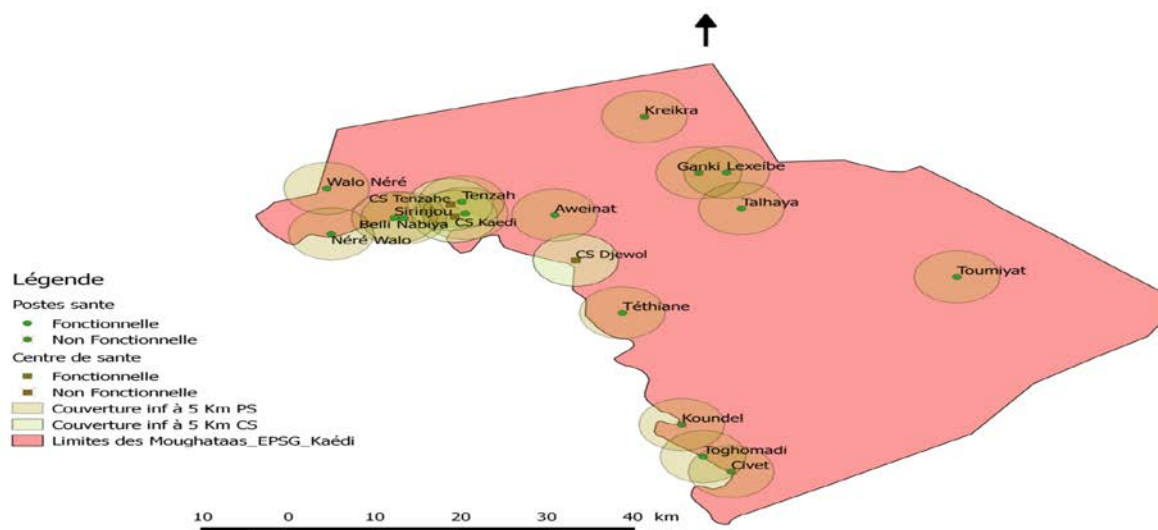 Kreikra
Ganki Lexeibe
Walo Néré
Tenzah
CS Tenzahe
Talhaya
Sirinjou
Aweinat
CS Kaedi
Belli Nabiya
Néré Walo
CS Djewol
Toumiyat
Légende
Téthiane
Postes sante
Fonctionnelle
Non Fonctionnelle
Centre de sante
Fonctionnelle
Non Fonctionnelle
Couverture inf à 5 Km PS
Koundel
Couverture inf à 5 Km CS
Limites des Moughataas_EPSG_Kaédi
Toghomadi
Civet
10 0 10 20 30 40 km